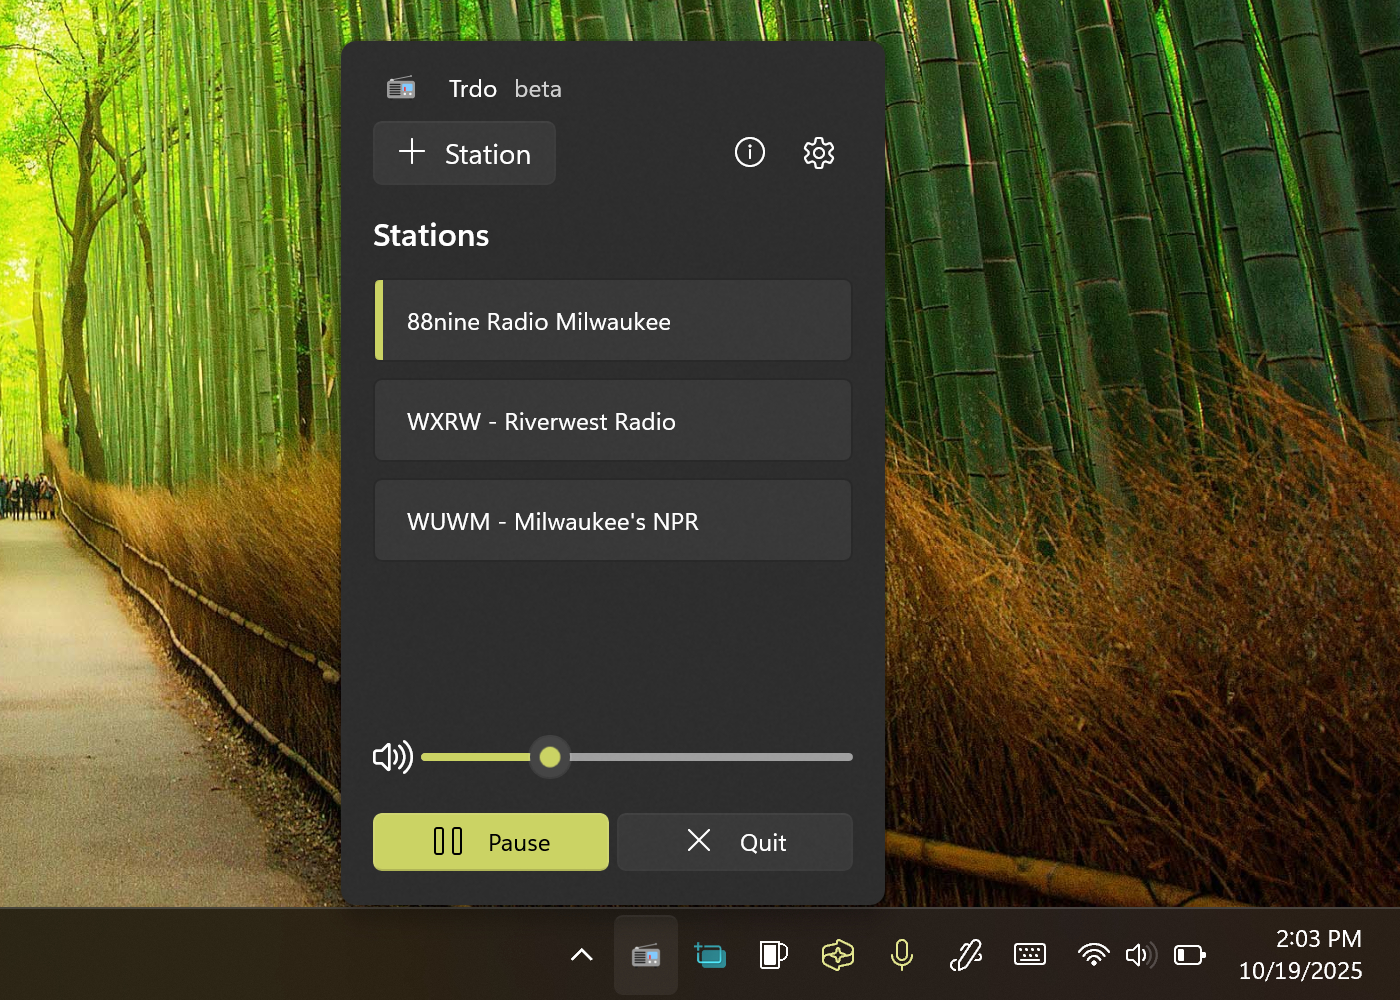 Trdo beta
Station
Stations
88nine Radio Milwaukee
WXRW - Riverwest Radio
WUWM - Milwaukee's NPR
Pause
Quit
2:03 PM
10/19/2025